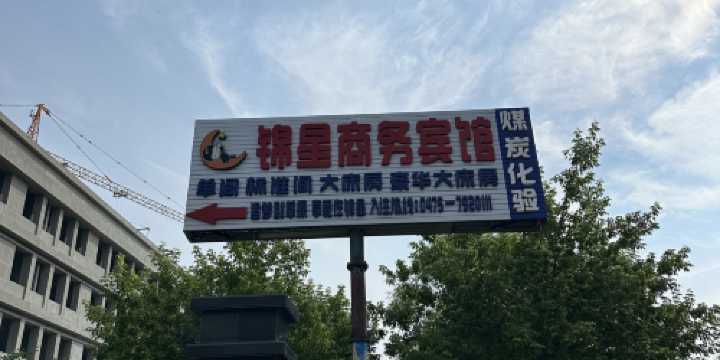 锦星商务宾馆
单间 标准间 大床房 豪华大床房
入住热线:0475-7520111
煤炭化验